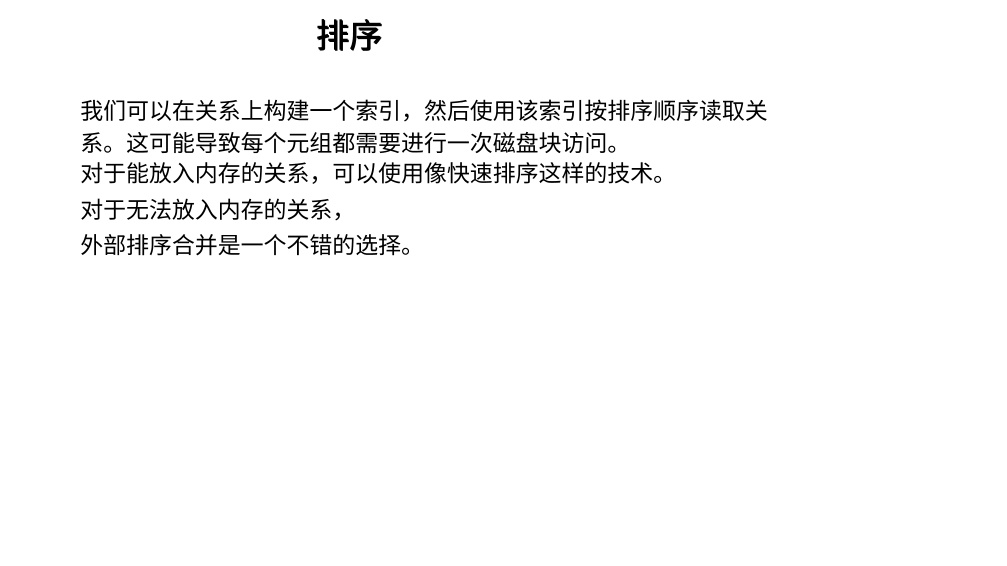 排序
我们可以在关系上构建一个索引，然后使用该索引按排序顺序读取关
系。这可能导致每个元组都需要进行一次磁盘块访问。
对于能放入内存的关系，可以使用像快速排序这样的技术。
对于无法放入内存的关系，
外部排序合并是一个不错的选择。